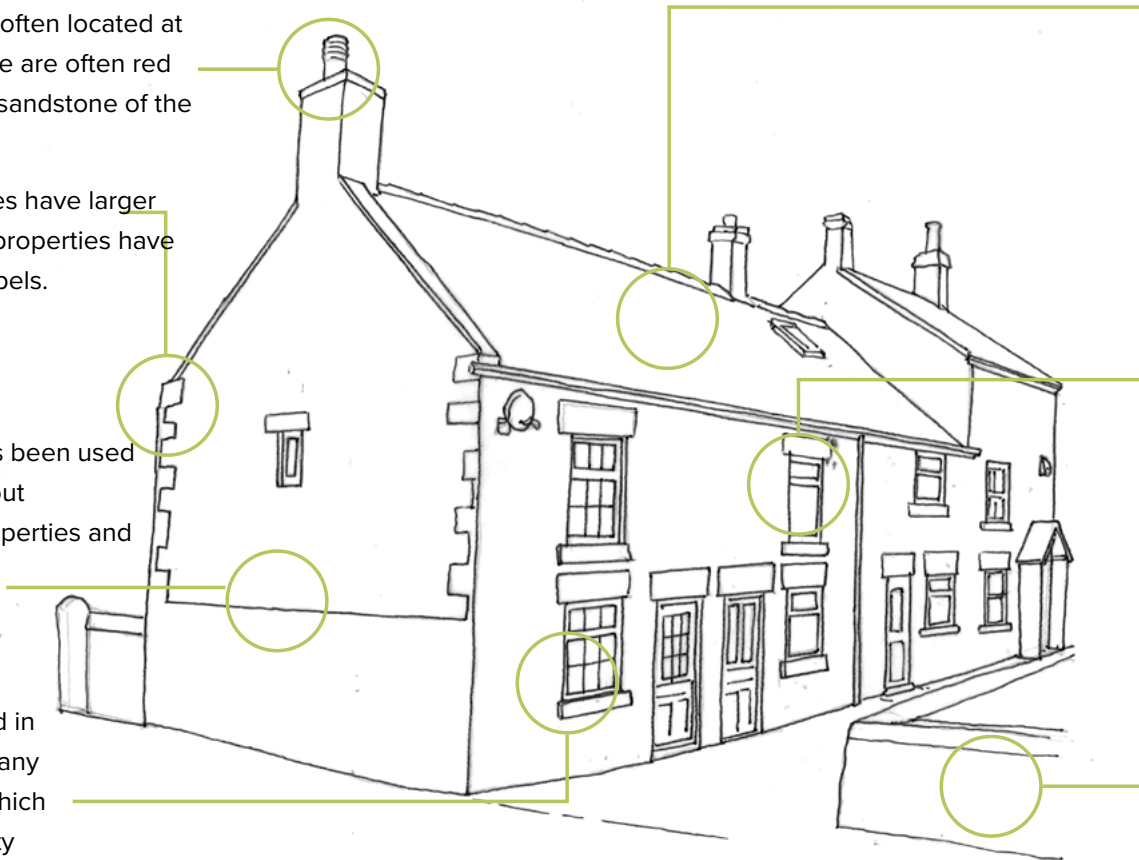 often located at
e are often red
sandstone of the
es have larger
properties have
bels.
s been used
out
perties and
d in
any
hich
ty